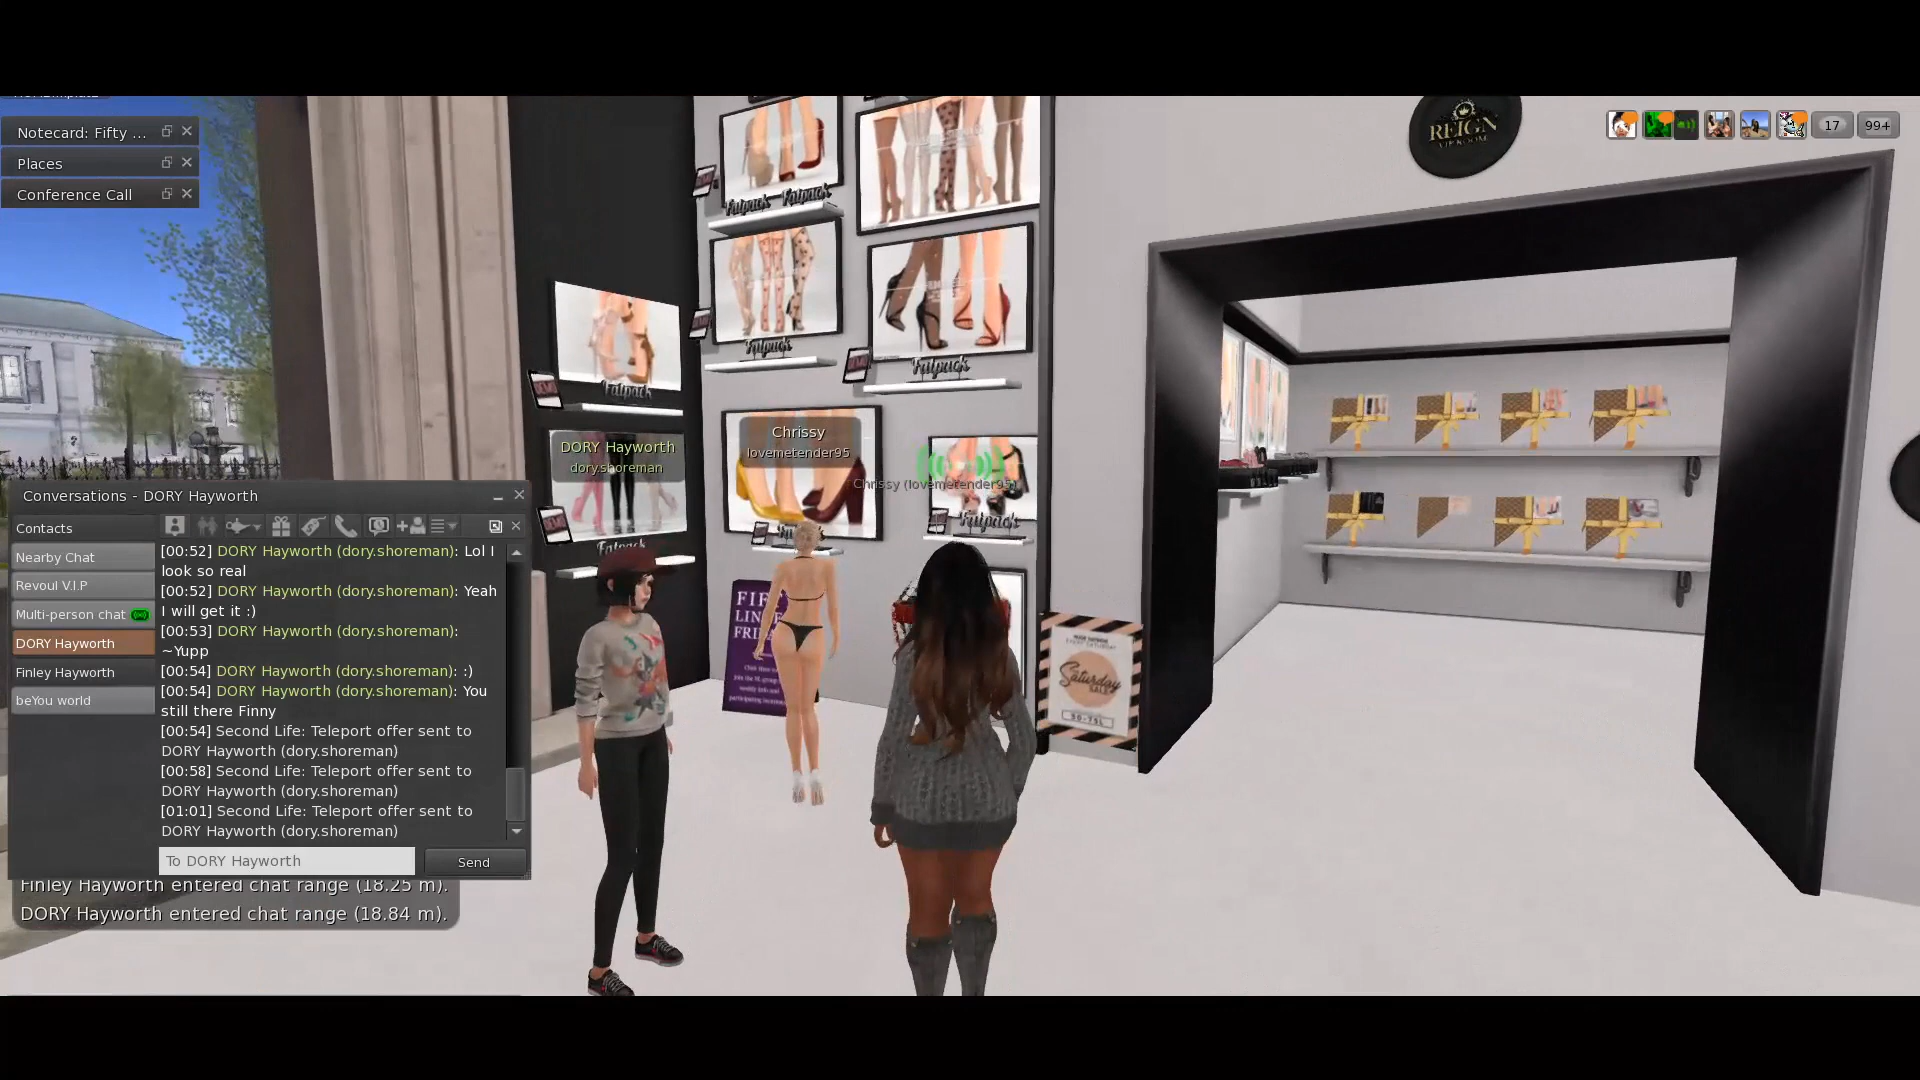 Notecard: Fifty ...
Places
Conference Call
17
99+
REIGN
VIP ROOM
Fatpack Fatpack
Fatpack
Fatpack
Fatpack
DORY Hayworth
dory.shoreman
Chrissy
lovemetender95
Chrissy (lovemetender95)
Fatpack
Fatpack
Saturday
SALE
50-75L
Conversations - DORY Hayworth
Contacts
Nearby Chat
Revoul V.I.P
Multi-person chat
DORY Hayworth
Finley Hayworth
beYou world
[00:52] DORY Hayworth (dory.shoreman): Lol I
look so real
[00:52] DORY Hayworth (dory.shoreman): Yeah
I will get it :)
[00:53] DORY Hayworth (dory.shoreman):
~Yupp
[00:54] DORY Hayworth (dory.shoreman): :)
[00:54] DORY Hayworth (dory.shoreman): You
still there Finny
[00:54] Second Life: Teleport offer sent to
DORY Hayworth (dory.shoreman)
[00:58] Second Life: Teleport offer sent to
DORY Hayworth (dory.shoreman)
[01:01] Second Life: Teleport offer sent to
DORY Hayworth (dory.shoreman)
To DORY Hayworth
Send
Finley Hayworth entered chat range (18.25 m).
DORY Hayworth entered chat range (18.84 m).